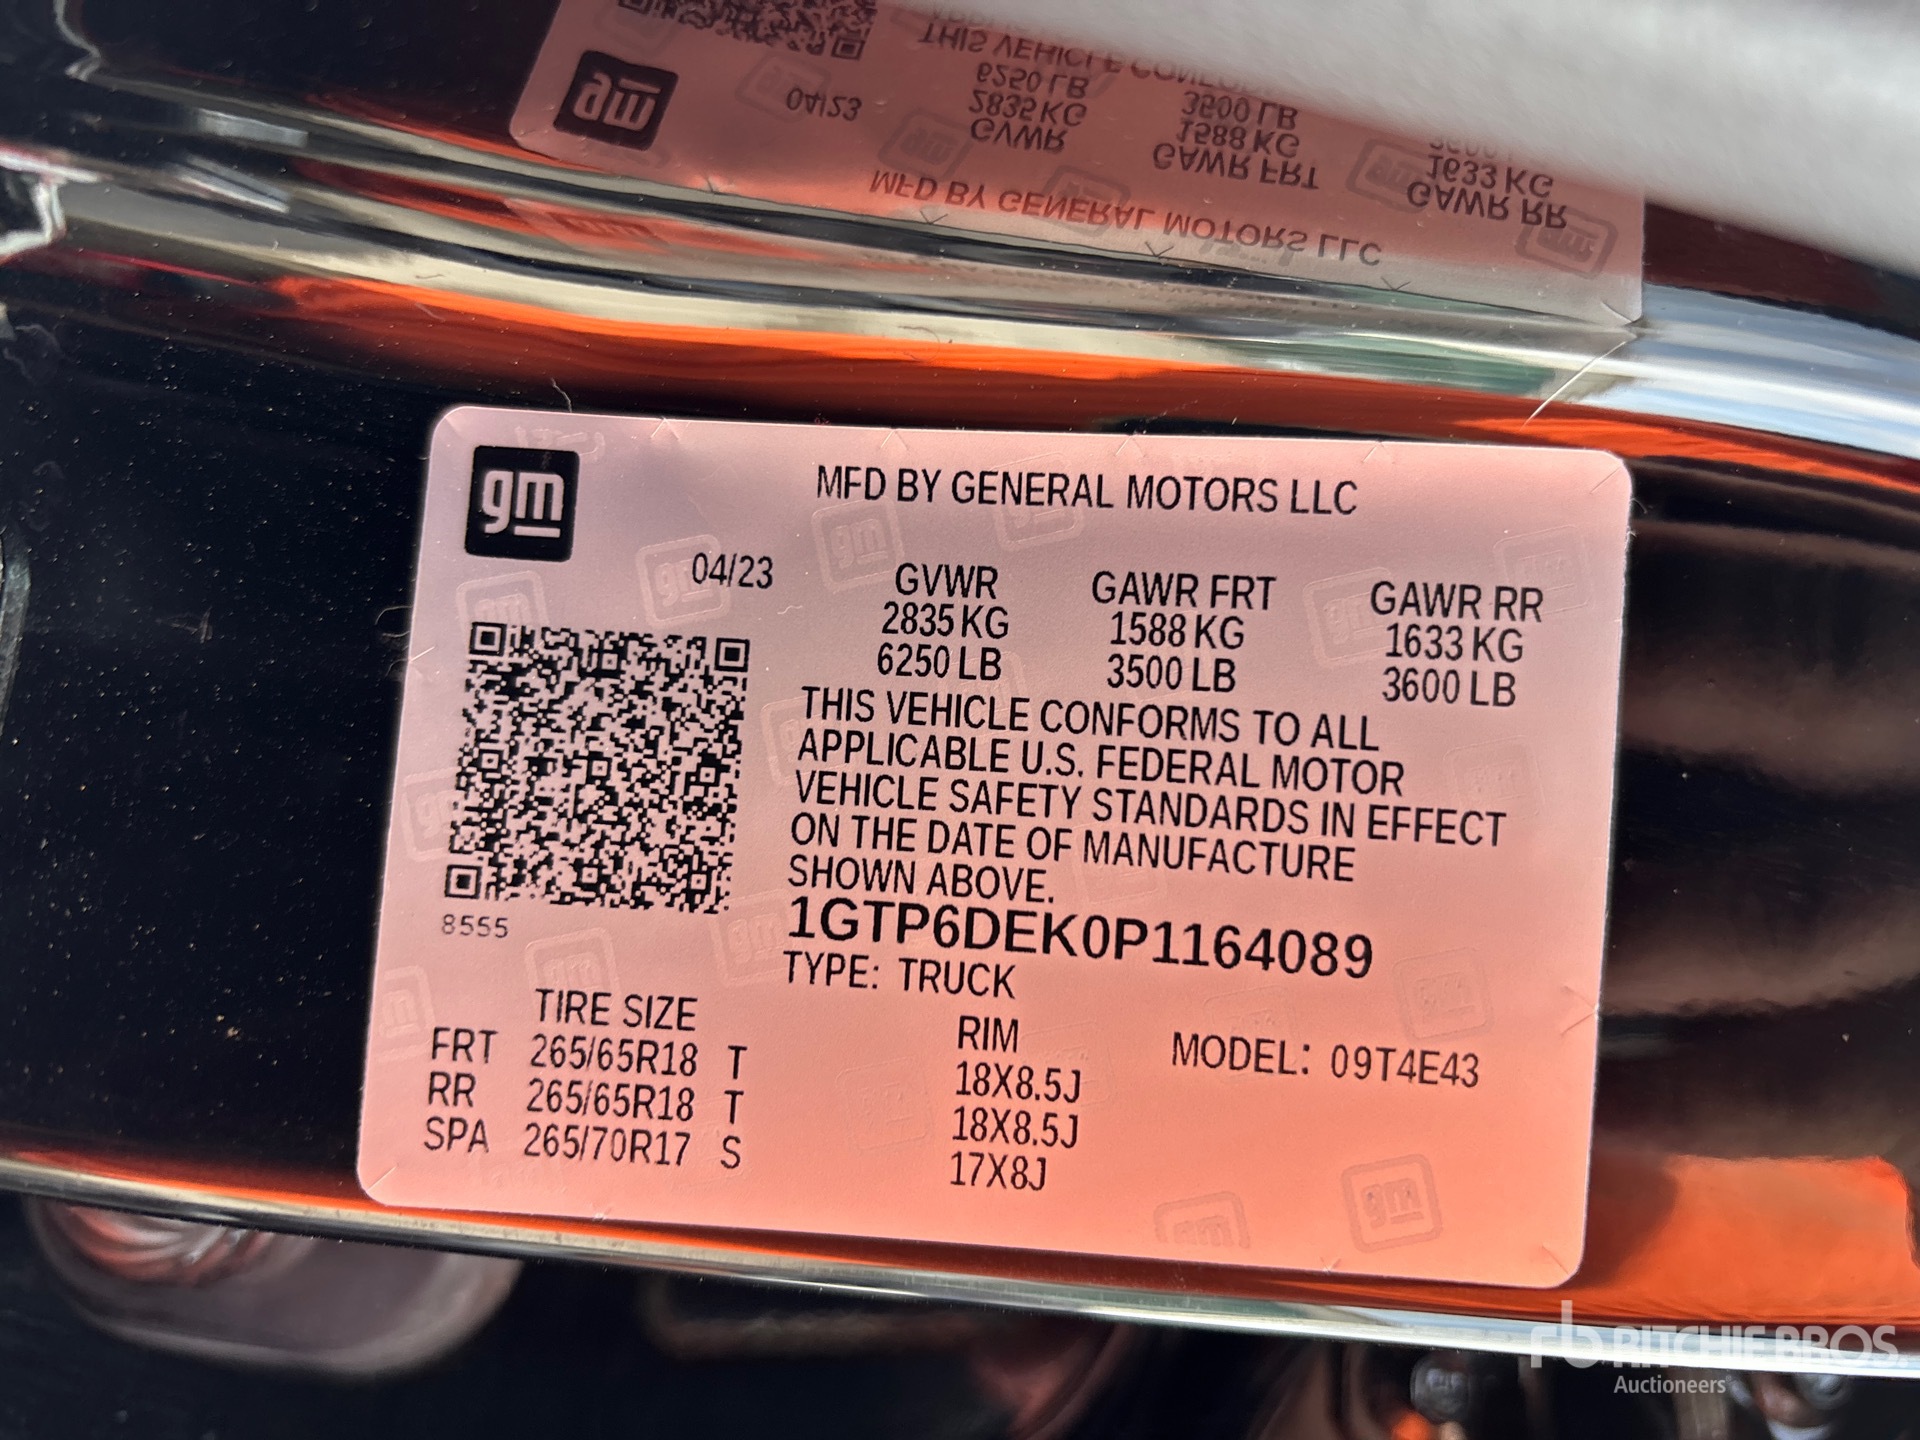 gm
MFD BY GENERAL MOTORS LLC
04/23
GVWR GAWR FRT GAWR RR
2835 KG 1588 KG 1633 KG
6250 LB 3500 LB 3600 LB
THIS VEHICLE CONFORMS TO ALL
APPLICABLE U.S. FEDERAL MOTOR
VEHICLE SAFETY STANDARDS IN EFFECT
ON THE DATE OF MANUFACTURE
SHOWN ABOVE.
8555
1GTP6DEK0P1164089
TYPE: TRUCK
TIRE SIZE RIM MODEL: 09T4E43
FRT 265/65R18 T 18X8.5J
RR 265/65R18 T 18X8.5J
SPA 265/70R17 S 17X8J
rb RITCHIE BROS.
Auctioneers